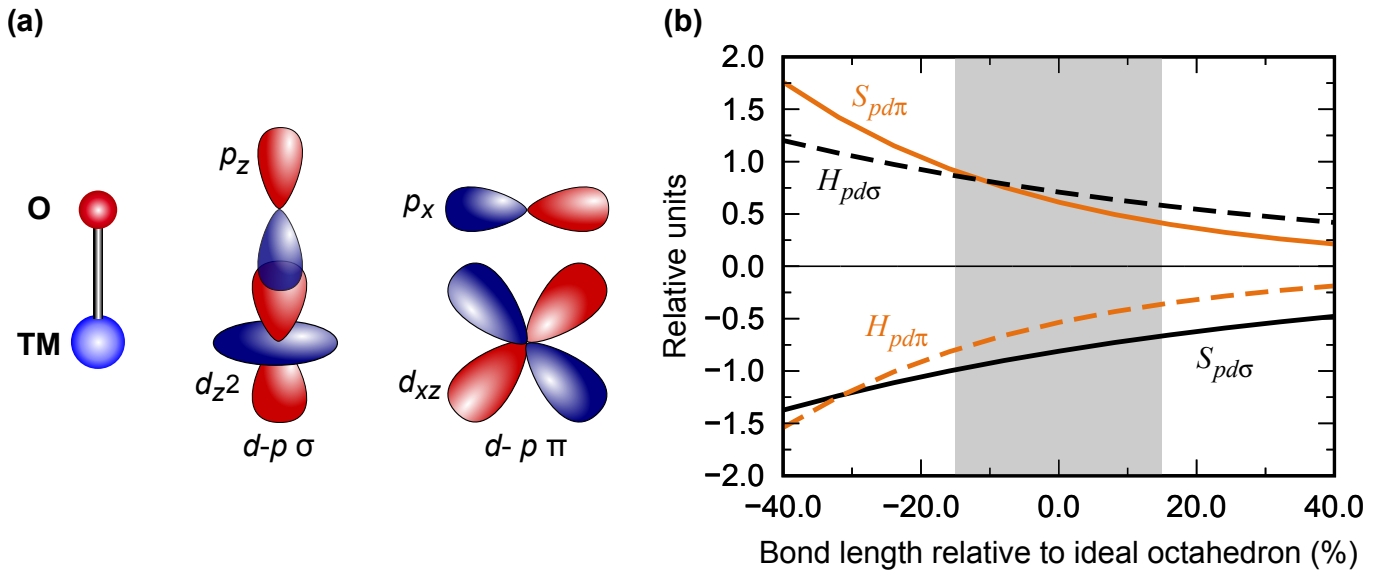 (a)
O
TM
p_z
d_z²
d-p σ
p_x
d_xz
d- p π
(b)
Relative units
2.0
1.5
1.0
0.5
0.0
−0.5
−1.0
−1.5
−2.0
S_pdπ
H_pdσ
H_pdπ
S_pdσ
−40.0 −20.0 0.0 20.0 40.0
Bond length relative to ideal octahedron (%)